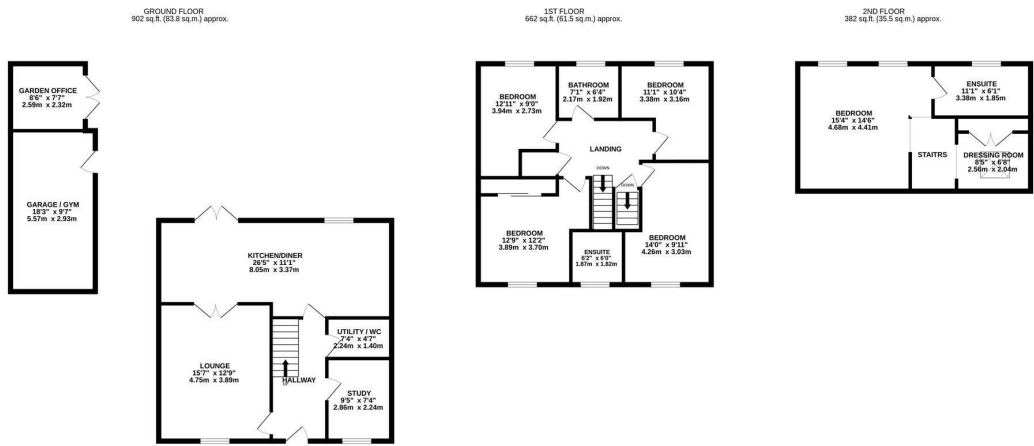 GROUND FLOOR
902 sq.ft. (83.8 sq.m.) approx.
GARDEN OFFICE
8'6" x 7'7"
2.59m x 2.32m
GARAGE / GYM
18'3" x 9'7"
5.57m x 2.93m
KITCHEN/DINER
26'5" x 11'1"
8.05m x 3.37m
UTILITY / WC
7'4" x 4'7"
2.24m x 1.40m
LOUNGE
15'7" x 12'9"
4.75m x 3.89m
HALLWAY
STUDY
9'5" x 7'4"
2.86m x 2.24m
1ST FLOOR
662 sq.ft. (61.5 sq.m.) approx.
BEDROOM
12'11" x 9'0"
3.94m x 2.73m
BATHROOM
7'1" x 6'4"
2.17m x 1.92m
BEDROOM
11'1" x 10'4"
3.38m x 3.16m
LANDING
DOWN
DOWN
BEDROOM
12'9" x 12'2"
3.89m x 3.70m
ENSUITE
6'2" x 6'0"
1.87m x 1.82m
BEDROOM
14'0" x 9'11"
4.26m x 3.03m
2ND FLOOR
382 sq.ft. (35.5 sq.m.) approx.
BEDROOM
15'4" x 14'6"
4.68m x 4.41m
ENSUITE
11'1" x 6'1"
3.38m x 1.85m
STAITRS
DRESSING ROOM
8'5" x 6'8"
2.56m x 2.04m